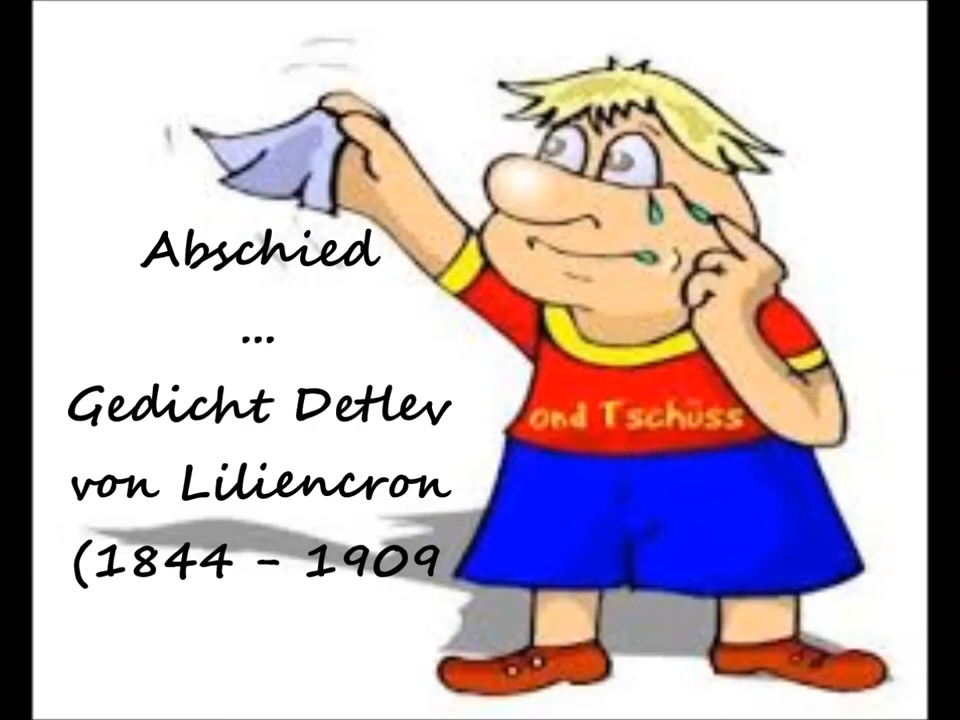 Abschied
...
Gedicht Detlev
von Liliencron
(1844 - 1909
ond Tschüss